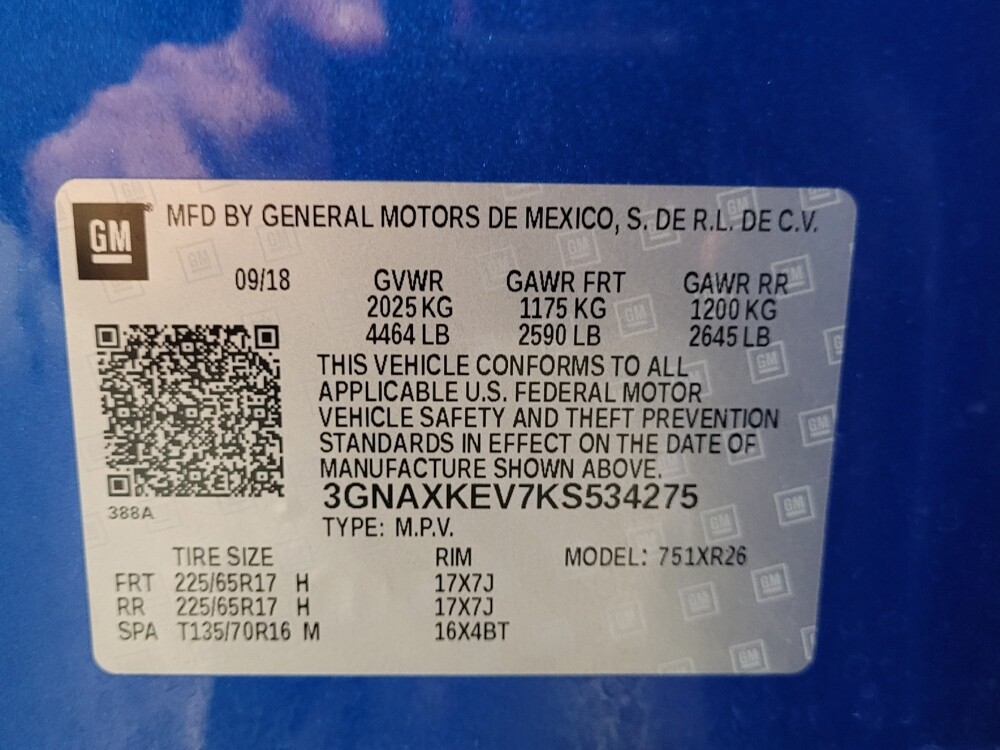 GM® MFD BY GENERAL MOTORS DE MEXICO, S. DE R.L. DE C.V.
09/18 GVWR GAWR FRT GAWR RR
2025 KG 1175 KG 1200 KG
4464 LB 2590 LB 2645 LB
THIS VEHICLE CONFORMS TO ALL
APPLICABLE U.S. FEDERAL MOTOR
VEHICLE SAFETY AND THEFT PREVENTION
STANDARDS IN EFFECT ON THE DATE OF
MANUFACTURE SHOWN ABOVE.
3GNAXKEV7KS534275
388A
TYPE: M.P.V.
TIRE SIZE RIM MODEL: 751XR26
FRT 225/65R17 H 17X7J
RR 225/65R17 H 17X7J
SPA T135/70R16 M 16X4BT